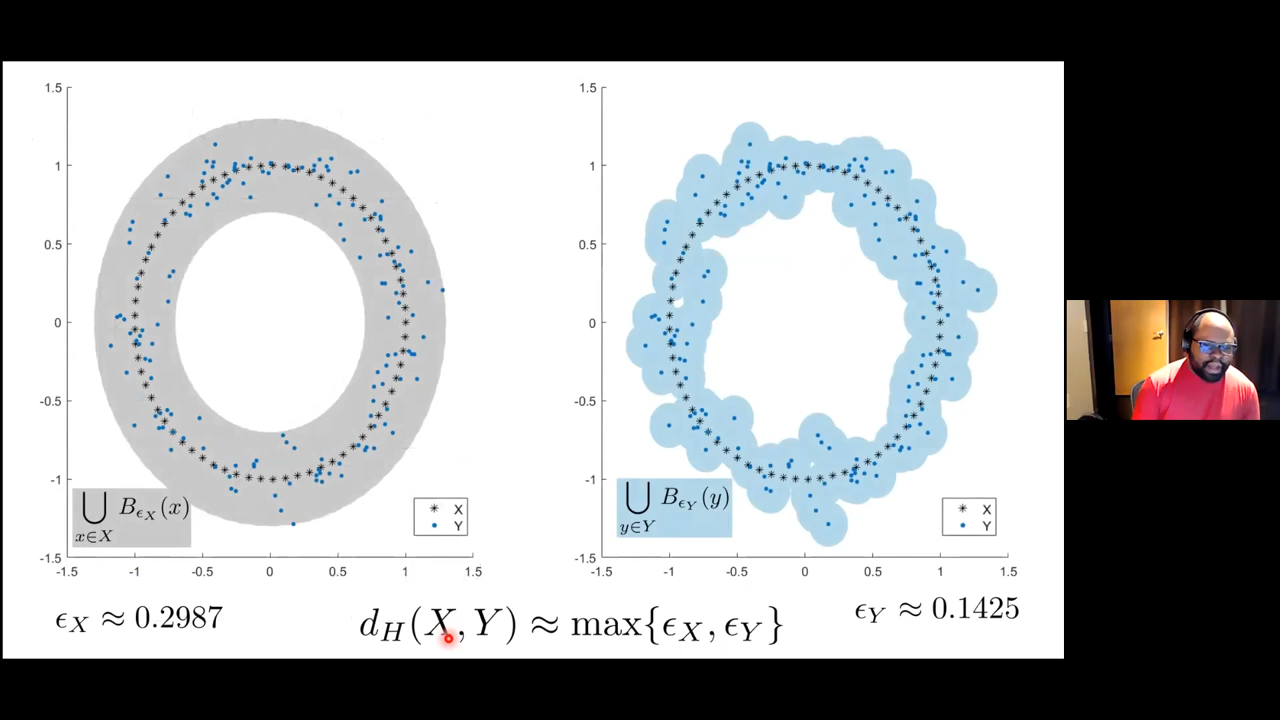 1.5
1
0.5
0
-0.5
-1
-1.5
-1.5 -1 -0.5 0 0.5 1 1.5
⋃ B_{ϵ_X}(x)
x∈X
X
Y
1.5
1
0.5
0
-0.5
-1
-1.5
-1.5 -1 -0.5 0 0.5 1 1.5
⋃ B_{ϵ_Y}(y)
y∈Y
X
Y
ϵ_X ≈ 0.2987
d_H(X, Y) ≈ max{ϵ_X, ϵ_Y}
ϵ_Y ≈ 0.1425